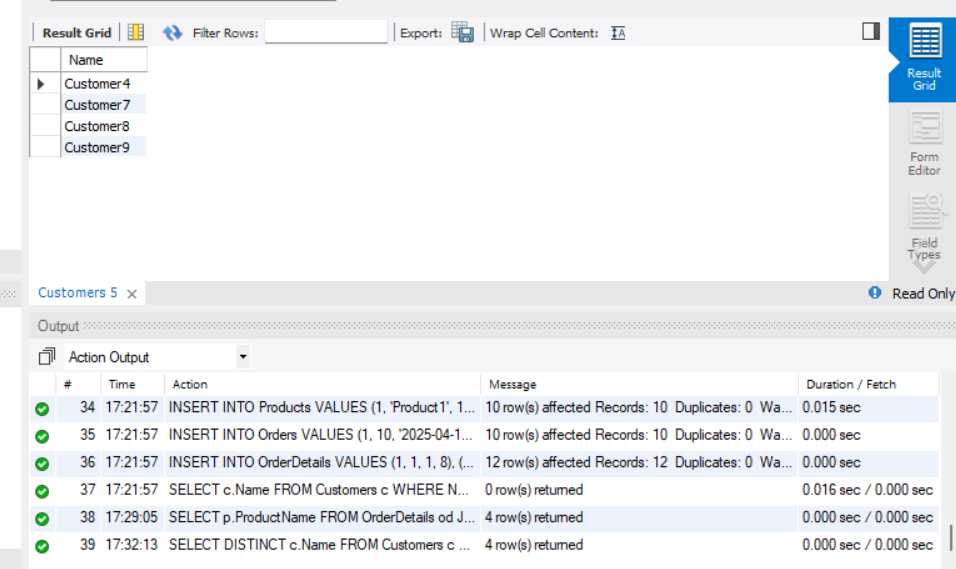 Result Grid Filter Rows: Export: Wrap Cell Content: IA
Result
Grid
Name
Customer4
Customer7
Customer8
Customer9
Form
Editor
Field
Types
Customers 5 Read Only
Output
Action Output
# Time Action Message Duration / Fetch
34 17:21:57 INSERT INTO Products VALUES (1, 'Product1', 1... 10 row(s) affected Records: 10 Duplicates: 0 Wa... 0.015 sec
35 17:21:57 INSERT INTO Orders VALUES (1, 10, '2025-04-1... 10 row(s) affected Records: 10 Duplicates: 0 Wa... 0.000 sec
36 17:21:57 INSERT INTO OrderDetails VALUES (1, 1, 1, 8), (... 12 row(s) affected Records: 12 Duplicates: 0 Wa... 0.000 sec
37 17:21:57 SELECT c.Name FROM Customers c WHERE N... 0 row(s) returned 0.016 sec / 0.000 sec
38 17:29:05 SELECT p.ProductName FROM OrderDetails od J... 4 row(s) returned 0.000 sec / 0.000 sec
39 17:32:13 SELECT DISTINCT c.Name FROM Customers c ... 4 row(s) returned 0.000 sec / 0.000 sec